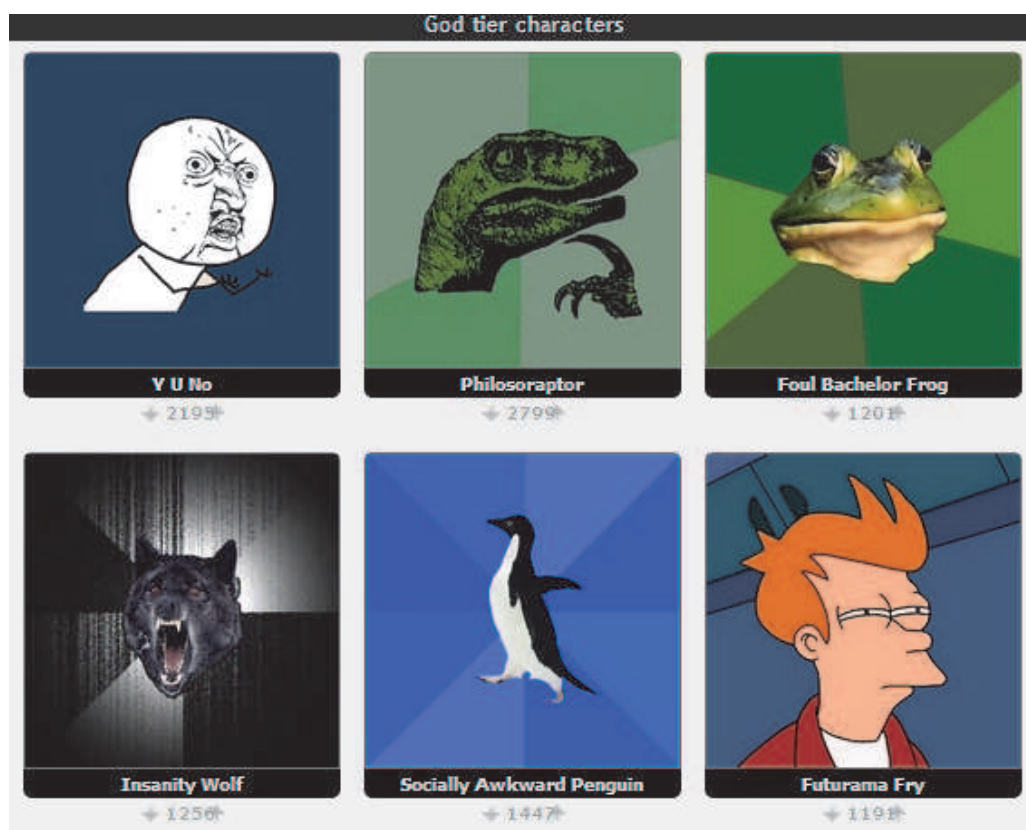 God tier characters
Y U No Philosoraptor Foul Bachelor Frog
2195 2799 1201
Insanity Wolf Socially Awkward Penguin Futurama Fry
1256 1447 1191